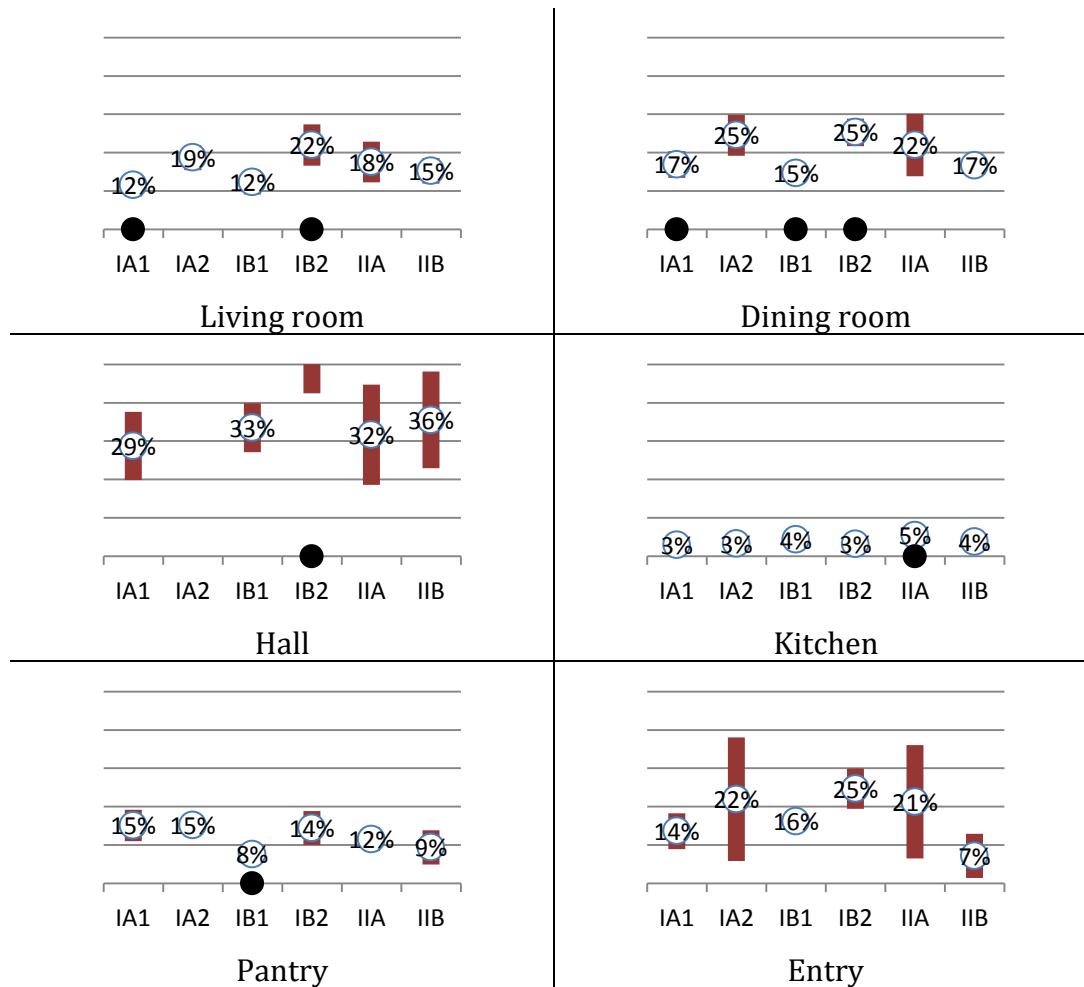 12% 19% 12% 22% 18% 15%
IA1 IA2 IB1 IB2 IIA IIB
Living room
17% 25% 15% 25% 22% 17%
IA1 IA2 IB1 IB2 IIA IIB
Dining room
29% 33% 32% 36%
IA1 IA2 IB1 IB2 IIA IIB
Hall
3% 3% 4% 3% 5% 4%
IA1 IA2 IB1 IB2 IIA IIB
Kitchen
15% 15% 8% 14% 12% 9%
IA1 IA2 IB1 IB2 IIA IIB
Pantry
14% 22% 16% 25% 21% 7%
IA1 IA2 IB1 IB2 IIA IIB
Entry